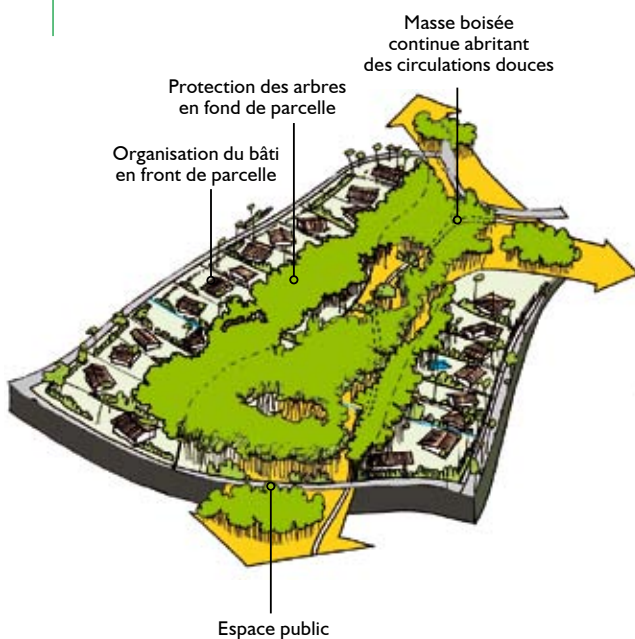 Masse boisée
continue abritant
des circulations douces
Protection des arbres
en fond de parcelle
Organisation du bâti
en front de parcelle
Espace public